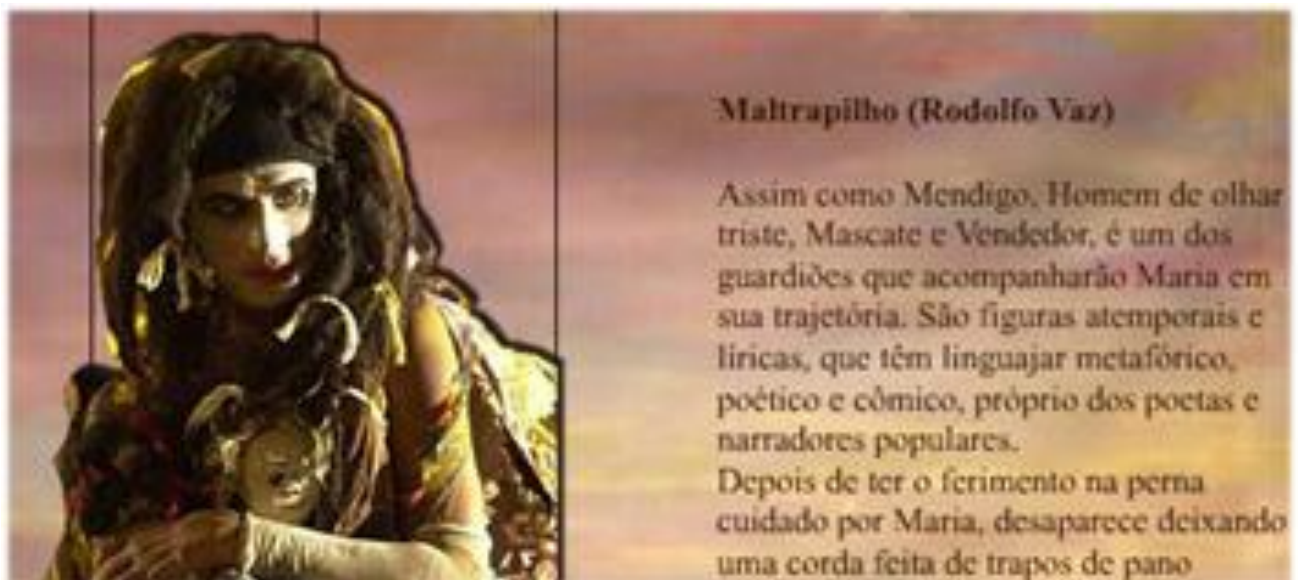 Maltrapilho (Rodolfo Vaz)
Assim como Mendigo, Homem de olhar
triste, Mascate e Vendedor, é um dos
guardiões que acompanharão Maria em
sua trajetória. São figuras atemporais e
líricas, que têm linguajar metafórico,
poético e cômico, próprio dos poetas e
narradores populares.
Depois de ter o ferimento na perna
cuidado por Maria, desaparece deixando
uma corda feita de trapos de pano